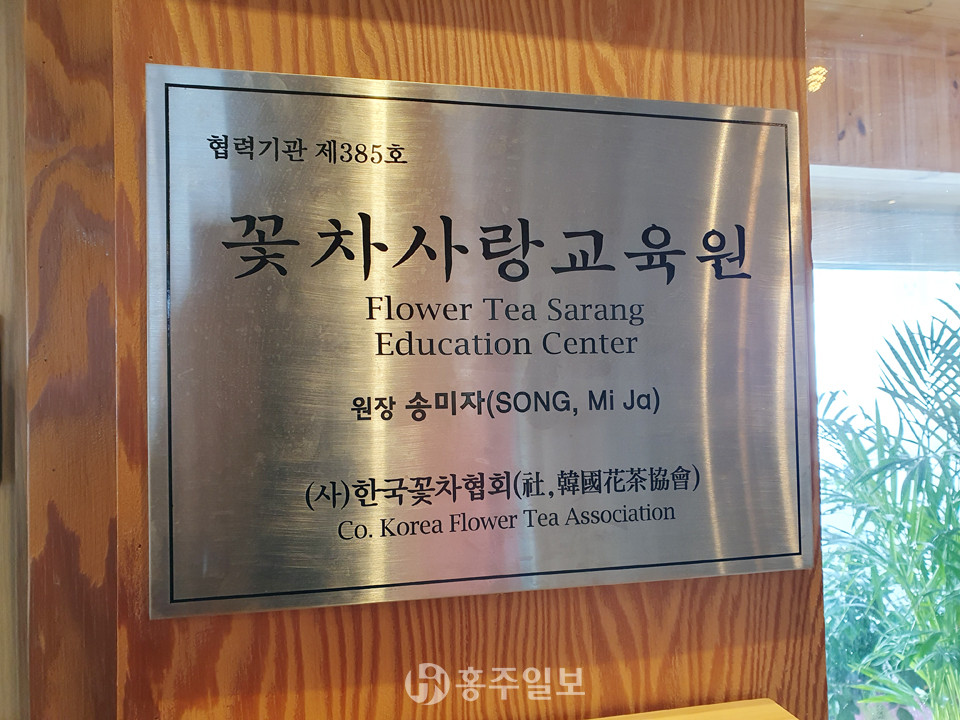 협력기관 제385호
꽃차사랑교육원
Flower Tea Sarang
Education Center
원장 송미자(SONG, Mi Ja)
(사)한국꽃차협회(社,韓國花茶協會)
Co. Korea Flower Tea Association
홍주일보